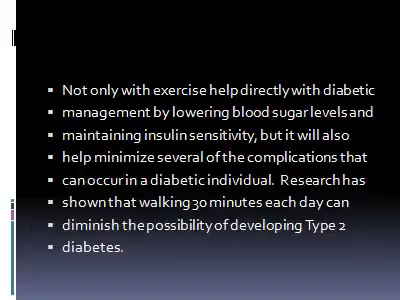 ▪ Not only with exercise help directly with diabetic
▪ management by lowering blood sugar levels and
▪ maintaining insulin sensitivity, but it will also
▪ help minimize several of the complications that
▪ can occur in a diabetic individual.  Research has
▪ shown that walking 30 minutes each day can
▪ diminish the possibility of developing Type 2
▪ diabetes.